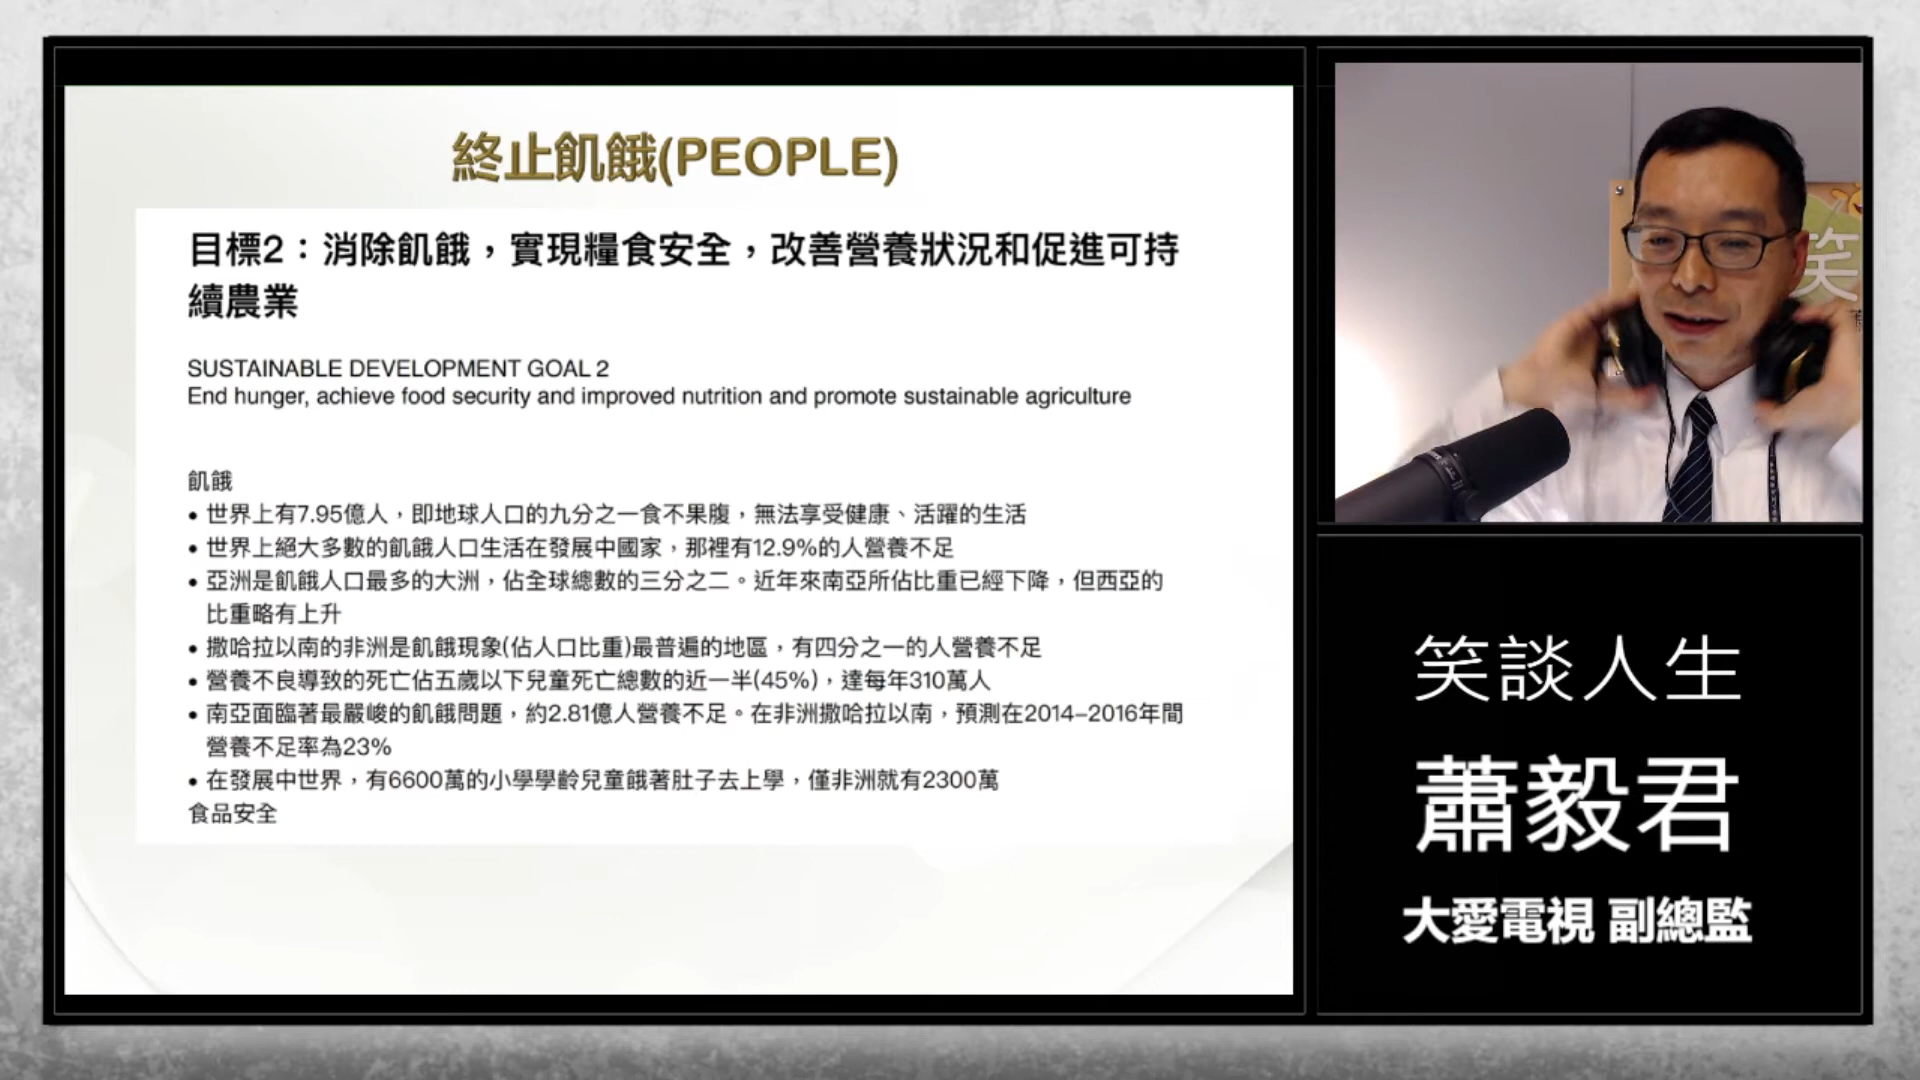 終止飢餓(PEOPLE)
目標2：消除飢餓，實現糧食安全，改善營養狀況和促進可持
續農業
SUSTAINABLE DEVELOPMENT GOAL 2
End hunger, achieve food security and improved nutrition and promote sustainable agriculture
飢餓
• 世界上有7.95億人，即地球人口的九分之一食不果腹，無法享受健康、活躍的生活
• 世界上絕大多數的飢餓人口生活在發展中國家，那裡有12.9%的人營養不足
• 亞洲是飢餓人口最多的大洲，佔全球總數的三分之二。近年來南亞所佔比重已經下降，但西亞的
比重略有上升
• 撒哈拉以南的非洲是飢餓現象(佔人口比重)最普遍的地區，有四分之一的人營養不足
• 營養不良導致的死亡佔五歲以下兒童死亡總數的近一半(45%)，達每年310萬人
• 南亞面臨著最嚴峻的飢餓問題，約2.81億人營養不足。在非洲撒哈拉以南，預測在2014–2016年間
營養不足率為23%
• 在發展中世界，有6600萬的小學學齡兒童餓著肚子去上學，僅非洲就有2300萬
食品安全
笑
笑談人生
蕭毅君
大愛電視 副總監